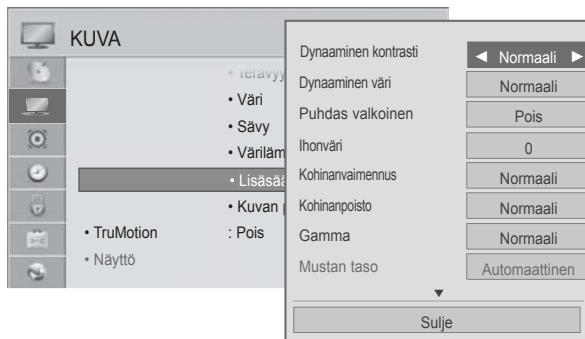 KUVA
• Väri
• Sävy
• TruMotion : Pois
• Näyttö
Dynaaminen kontrasti ◄ Normaali ►
Dynaaminen väri Normaali
Puhdas valkoinen Pois
Ihonväri 0
Kohinanvaimennus Normaali
Kohinanpoisto Normaali
Gamma Normaali
Mustan taso Automaattinen
▼
Sulje